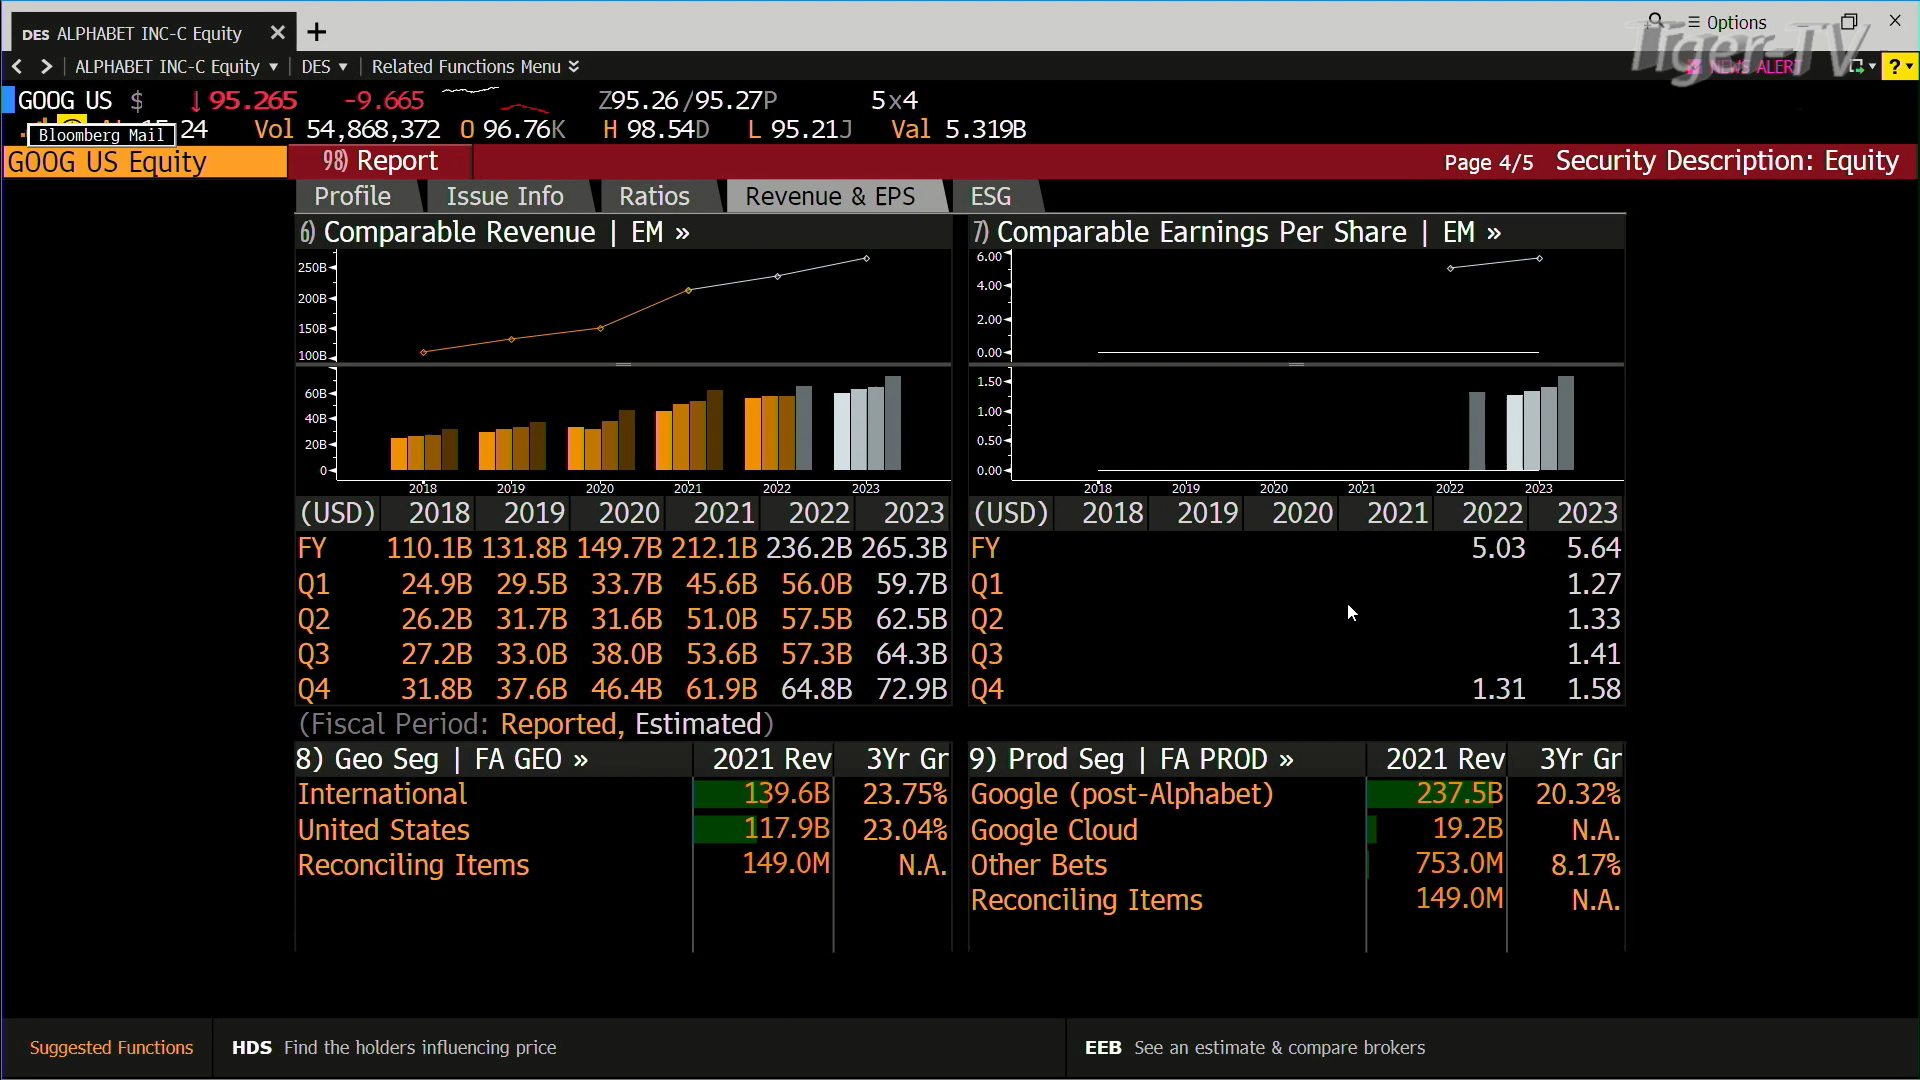 DES ALPHABET INC-C Equity
Options
Tiger-TV
ALPHABET INC-C Equity DES Related Functions Menu
NEWS ALERT
?
GOOG US $ ↓95.265 -9.665 Z95.26/95.27P 5x4
24 Vol 54,868,372 O 96.76K H 98.54D L 95.21J Val 5.319B
Bloomberg Mail
GOOG US Equity 98) Report Page 4/5 Security Description: Equity
Profile Issue Info Ratios Revenue & EPS ESG
6) Comparable Revenue | EM »
250B
200B
150B
100B
60B
40B
20B
0
2018 2019 2020 2021 2022 2023
(USD) 2018 2019 2020 2021 2022 2023
FY 110.1B 131.8B 149.7B 212.1B 236.2B 265.3B
Q1 24.9B 29.5B 33.7B 45.6B 56.0B 59.7B
Q2 26.2B 31.7B 31.6B 51.0B 57.5B 62.5B
Q3 27.2B 33.0B 38.0B 53.6B 57.3B 64.3B
Q4 31.8B 37.6B 46.4B 61.9B 64.8B 72.9B
(Fiscal Period: Reported, Estimated)
7) Comparable Earnings Per Share | EM »
6.00
4.00
2.00
0.00
1.50
1.00
0.50
0.00
2018 2019 2020 2021 2022 2023
(USD) 2018 2019 2020 2021 2022 2023
FY 5.03 5.64
Q1 1.27
Q2 1.33
Q3 1.41
Q4 1.31 1.58
8) Geo Seg | FA GEO » 2021 Rev 3Yr Gr
International 139.6B 23.75%
United States 117.9B 23.04%
Reconciling Items 149.0M N.A.
9) Prod Seg | FA PROD » 2021 Rev 3Yr Gr
Google (post-Alphabet) 237.5B 20.32%
Google Cloud 19.2B N.A.
Other Bets 753.0M 8.17%
Reconciling Items 149.0M N.A.
Suggested Functions HDS Find the holders influencing price EEB See an estimate & compare brokers